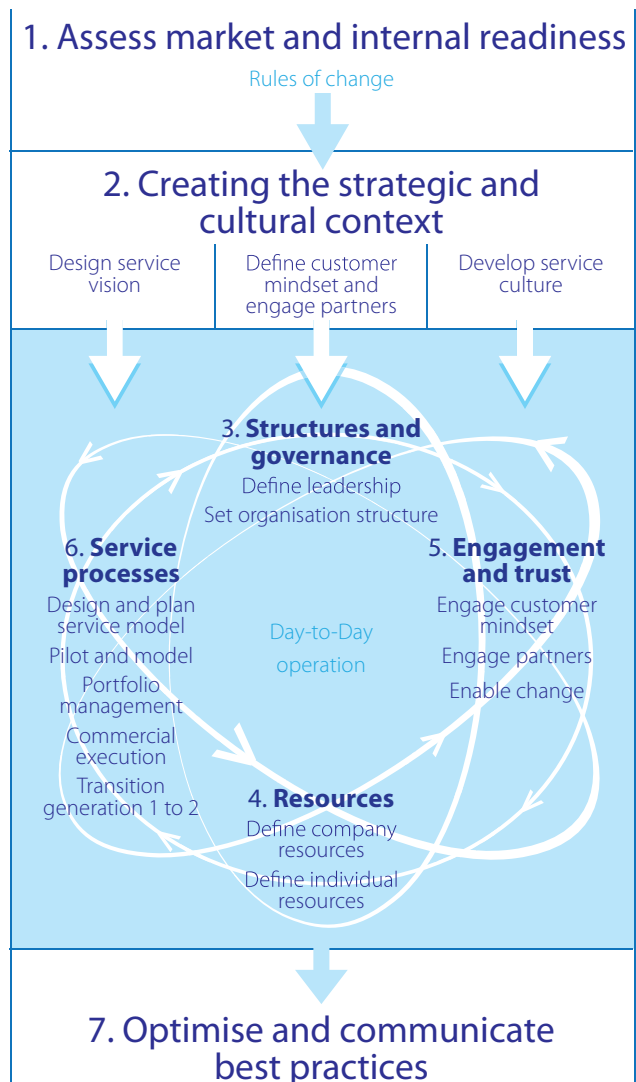 1. Assess market and internal readiness
Rules of change
2. Creating the strategic and
cultural context
Design service
vision
Define customer
mindset and
engage partners
Develop service
culture
3. Structures and
governance
Define leadership
Set organisation structure
6. Service
processes
Design and plan
service model
Pilot and model
Portfolio
management
Commercial
execution
Transition
generation 1 to 2
Day-to-Day
operation
5. Engagement
and trust
Engage customer
mindset
Engage partners
Enable change
4. Resources
Define company
resources
Define individual
resources
7. Optimise and communicate
best practices